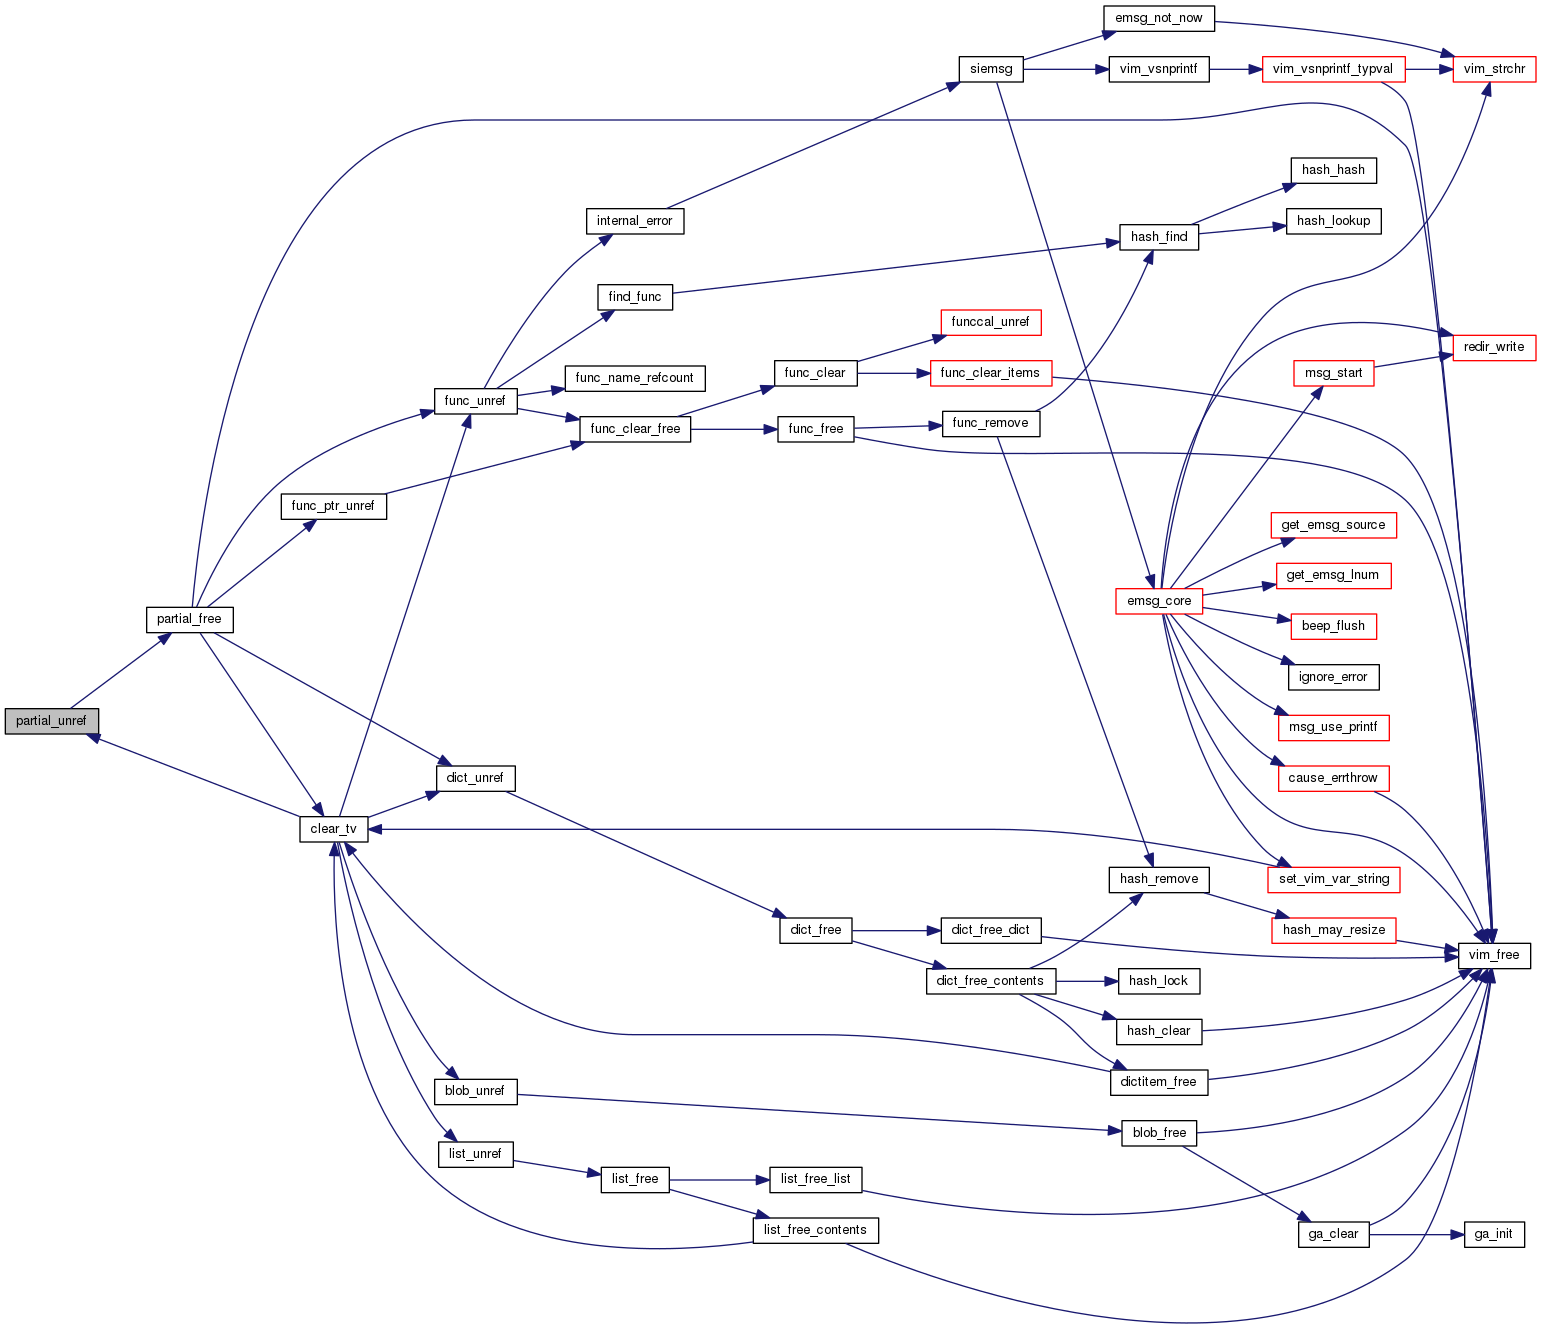 emsg_not_now
siemsg
vim_vsnprintf
vim_vsnprintf_typval
vim_strchr
hash_hash
internal_error
hash_lookup
hash_find
find_func
funccal_unref
redir_write
func_name_refcount
func_clear
func_clear_items
msg_start
func_unref
func_clear_free
func_free
func_remove
func_ptr_unref
get_emsg_source
get_emsg_lnum
emsg_core
partial_free
beep_flush
ignore_error
partial_unref
msg_use_printf
dict_unref
cause_errthrow
clear_tv
hash_remove
set_vim_var_string
dict_free
dict_free_dict
hash_may_resize
vim_free
dict_free_contents
hash_lock
hash_clear
dictitem_free
blob_unref
blob_free
list_unref
list_free
list_free_list
list_free_contents
ga_clear
ga_init